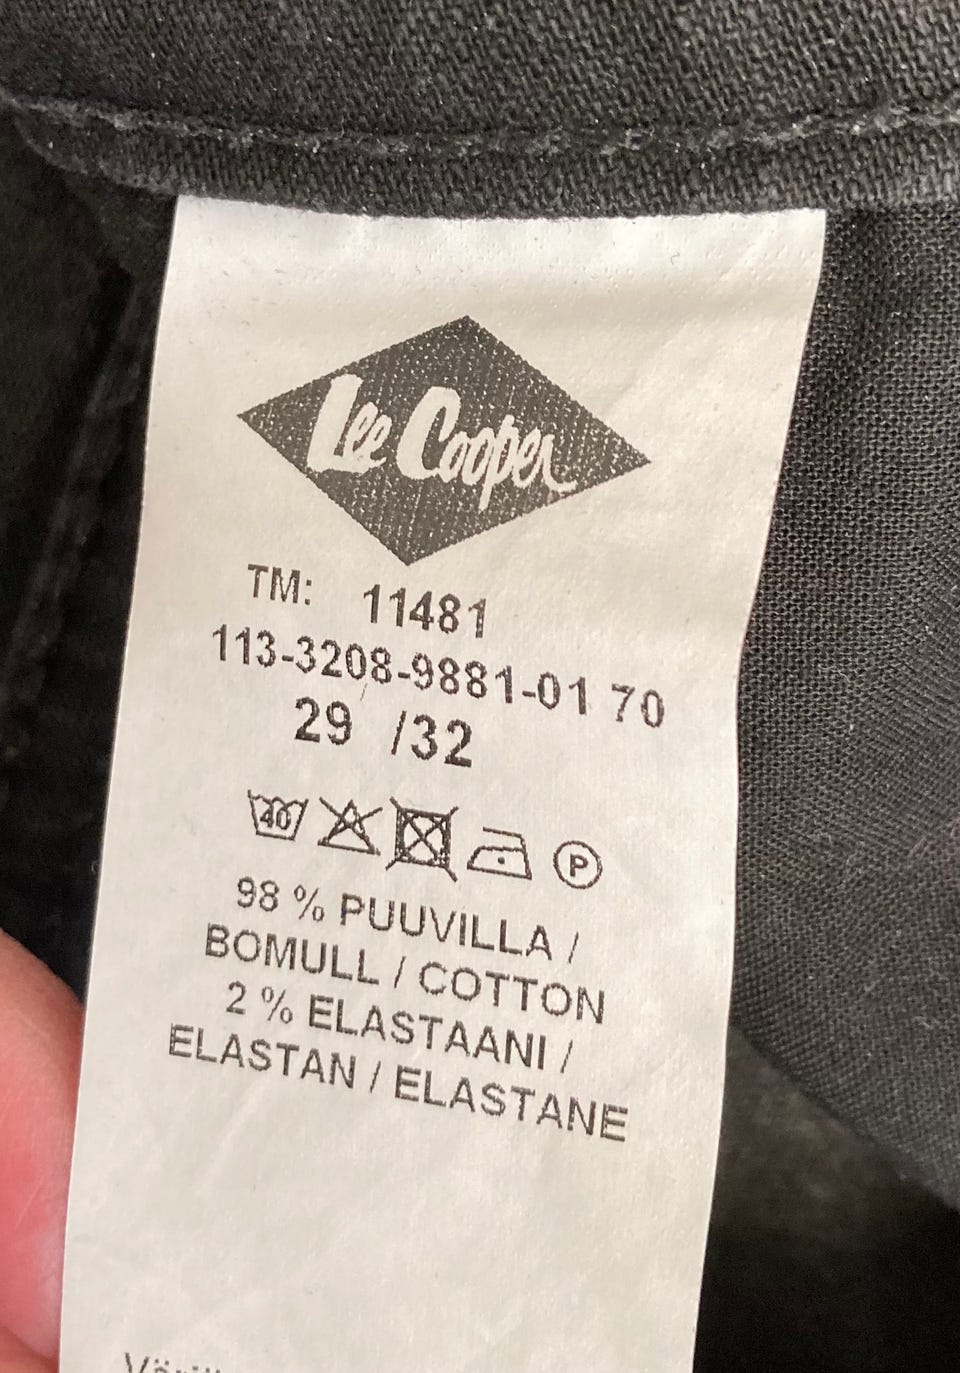 Lee Cooper
TM: 11481
113-3208-9881-01 70
29 /32
40 P
98 % PUUVILLA /
BOMULL / COTTON
2 % ELASTAANI /
ELASTAN / ELASTANE